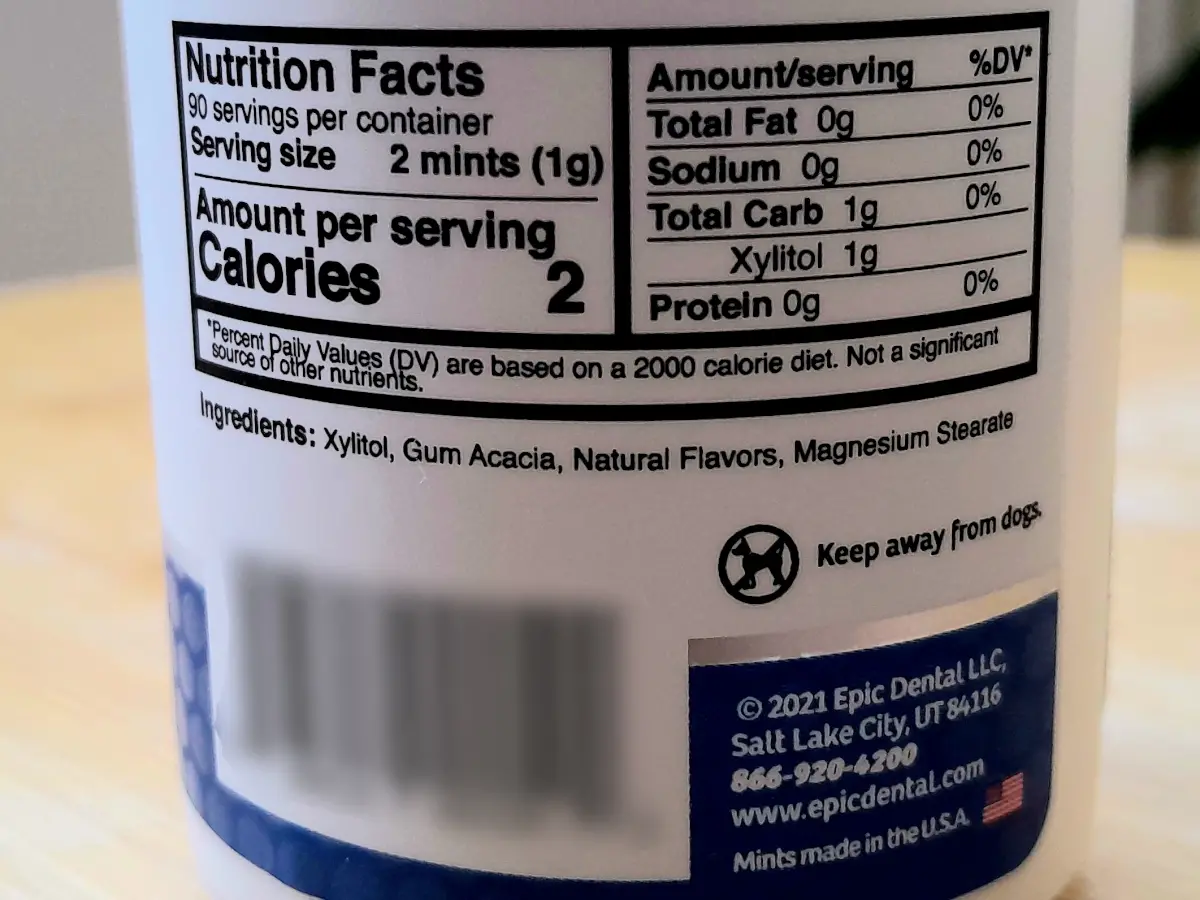 Nutrition Facts
90 servings per container
Serving size 2 mints (1g)
Amount per serving
Calories 2
Amount/serving %DV*
Total Fat 0g 0%
Sodium 0g 0%
Total Carb 1g 0%
Xylitol 1g
Protein 0g 0%
*Percent Daily Values (DV) are based on a 2000 calorie diet. Not a significant
source of other nutrients.
Ingredients: Xylitol, Gum Acacia, Natural Flavors, Magnesium Stearate
Keep away from dogs.
© 2021 Epic Dental LLC,
Salt Lake City, UT 84116
866-920-4200
www.epicdental.com
Mints made in the U.S.A.